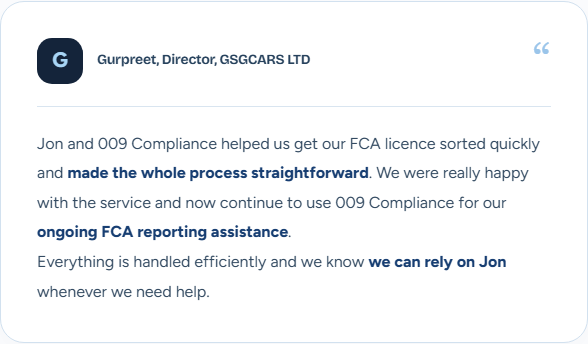 G
Gurpreet, Director, GSGCARS LTD
“
Jon and 009 Compliance helped us get our FCA licence sorted quickly
and made the whole process straightforward. We were really happy
with the service and now continue to use 009 Compliance for our
ongoing FCA reporting assistance.
Everything is handled efficiently and we know we can rely on Jon
whenever we need help.